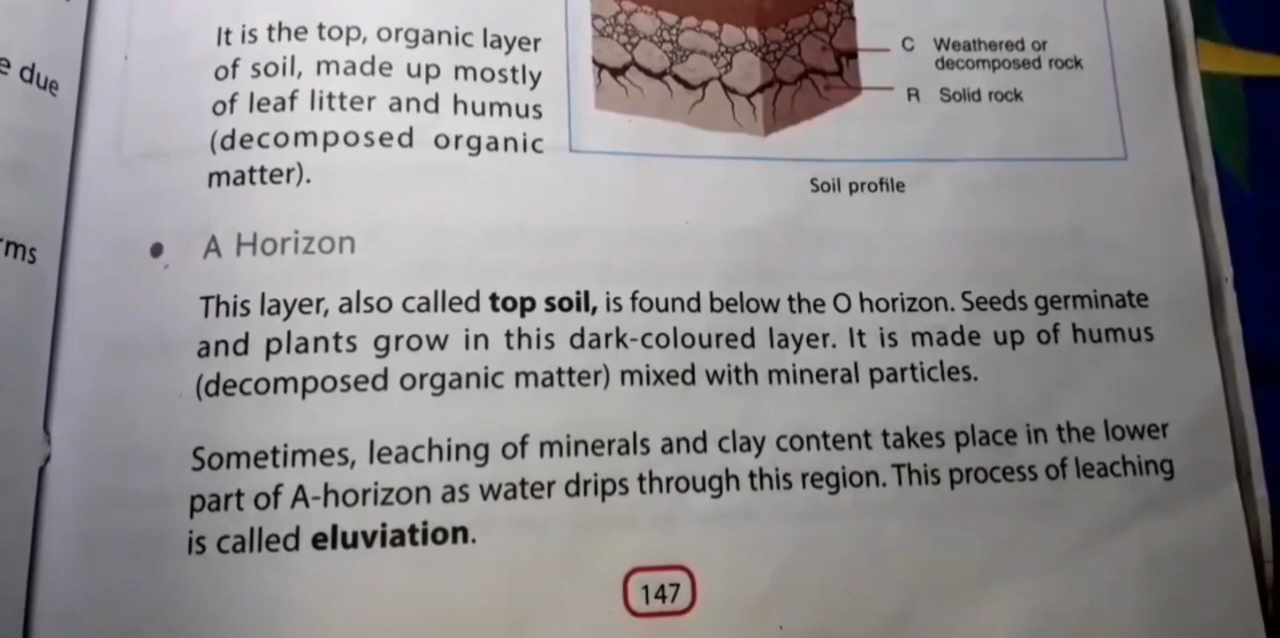 It is the top, organic layer
of soil, made up mostly
of leaf litter and humus
(decomposed organic
matter).
C Weathered or
decomposed rock
R Solid rock
Soil profile
e due
rms
• A Horizon
This layer, also called top soil, is found below the O horizon. Seeds germinate
and plants grow in this dark-coloured layer. It is made up of humus
(decomposed organic matter) mixed with mineral particles.
Sometimes, leaching of minerals and clay content takes place in the lower
part of A-horizon as water drips through this region. This process of leaching
is called eluviation.
147